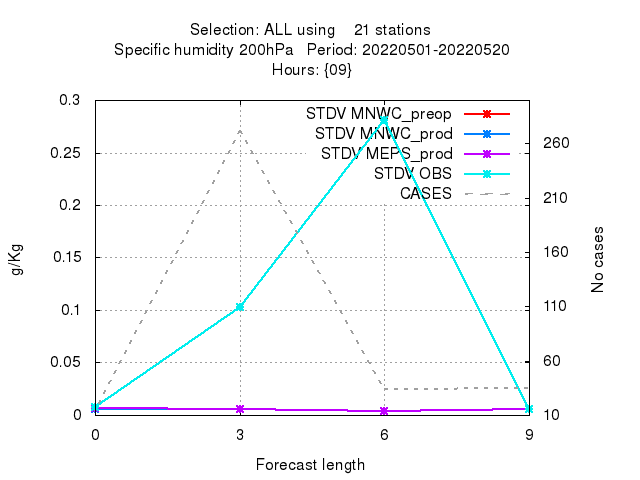 Selection: ALL using 21 stations
Specific humidity 200hPa Period: 20220501-20220520
Hours: {09}
STDV MNWC_preop
STDV MNWC_prod
STDV MEPS_prod
STDV OBS
CASES
0.3
0.25
0.2
0.15
0.1
0.05
0
g/Kg
260
210
160
110
60
10
No cases
0 3 6 9
Forecast length